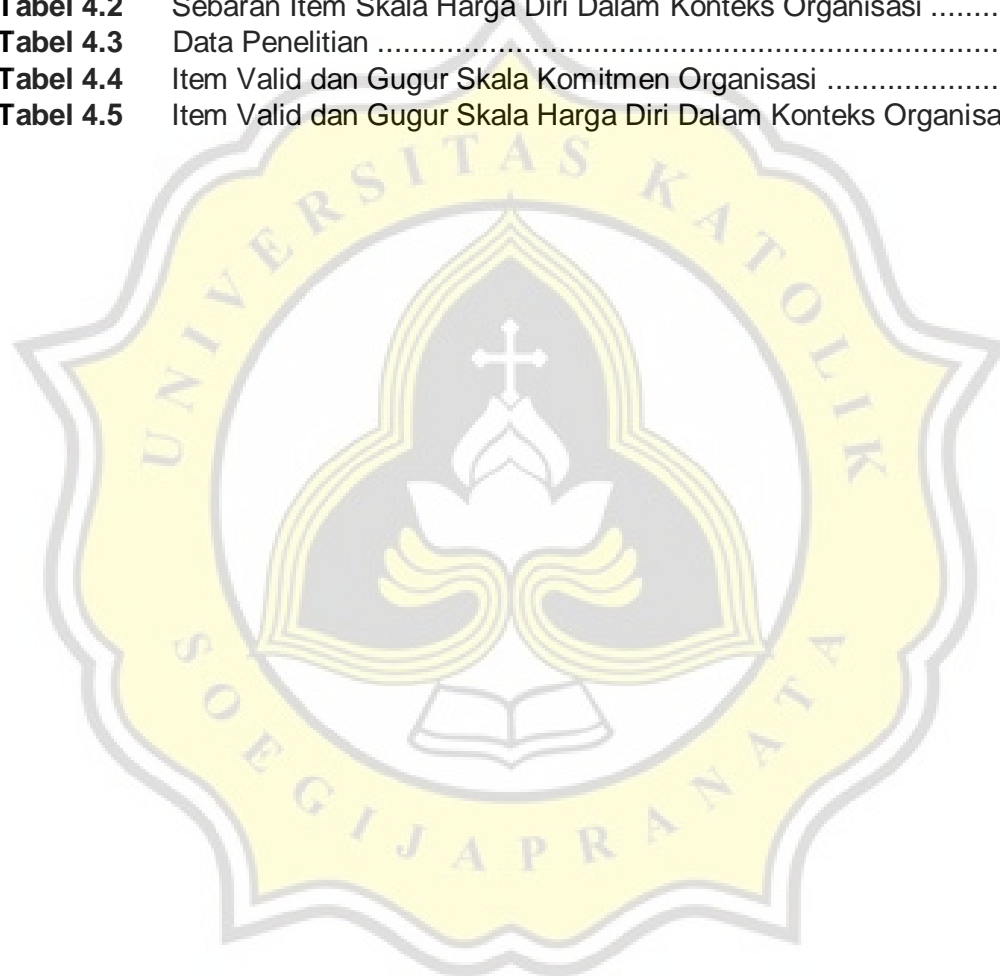 Tabel 4.2 Sebaran Item Skala Harga Diri Dalam Konteks Organisasi .........
Tabel 4.3 Data Penelitian ........................................................................
Tabel 4.4 Item Valid dan Gugur Skala Komitmen Organisasi ....................
Tabel 4.5 Item Valid dan Gugur Skala Harga Diri Dalam Konteks
UNIVERSITAS KATOLIK
SOEGIJAPRANATA